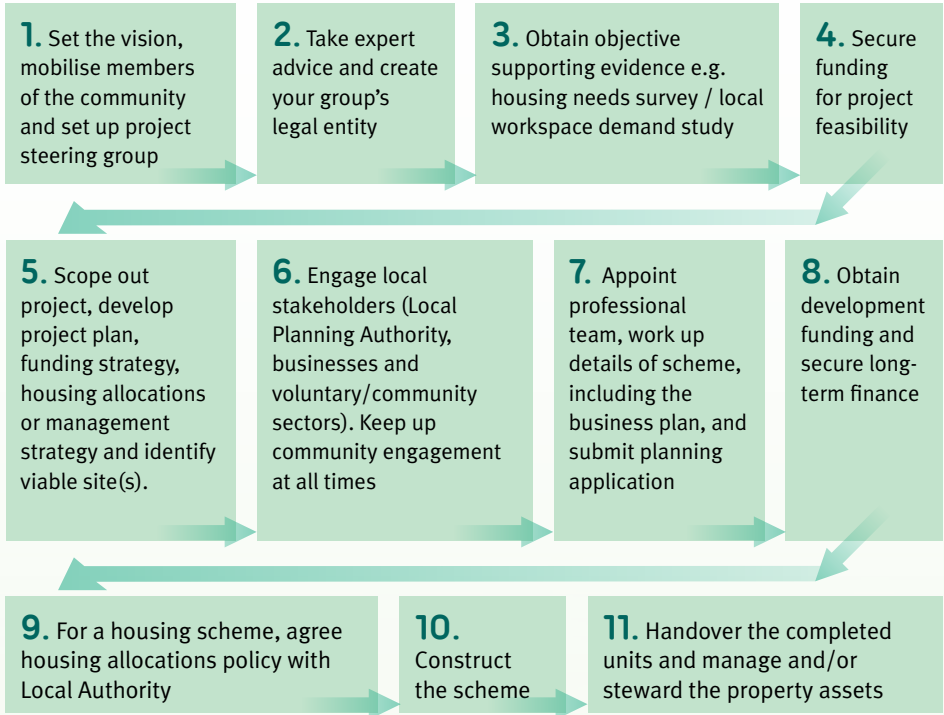 1. Set the vision,
mobilise members
of the community
and set up project
steering group
2. Take expert
advice and create
your group's
legal entity
3. Obtain objective
supporting evidence e.g.
housing needs survey / local
workspace demand study
4. Secure
funding
for project
feasibility
5. Scope out
project, develop
project plan,
funding strategy,
housing allocations
or management
strategy and identify
viable site(s).
6. Engage local
stakeholders (Local
Planning Authority,
businesses and
voluntary/community
sectors). Keep up
community engagement
at all times
7. Appoint
professional
team, work up
details of scheme,
including the
business plan, and
submit planning
application
8. Obtain
development
funding and
secure long-
term finance
9. For a housing scheme, agree
housing allocations policy with
Local Authority
10.
Construct
the scheme
11. Handover the completed
units and manage and/or
steward the property assets